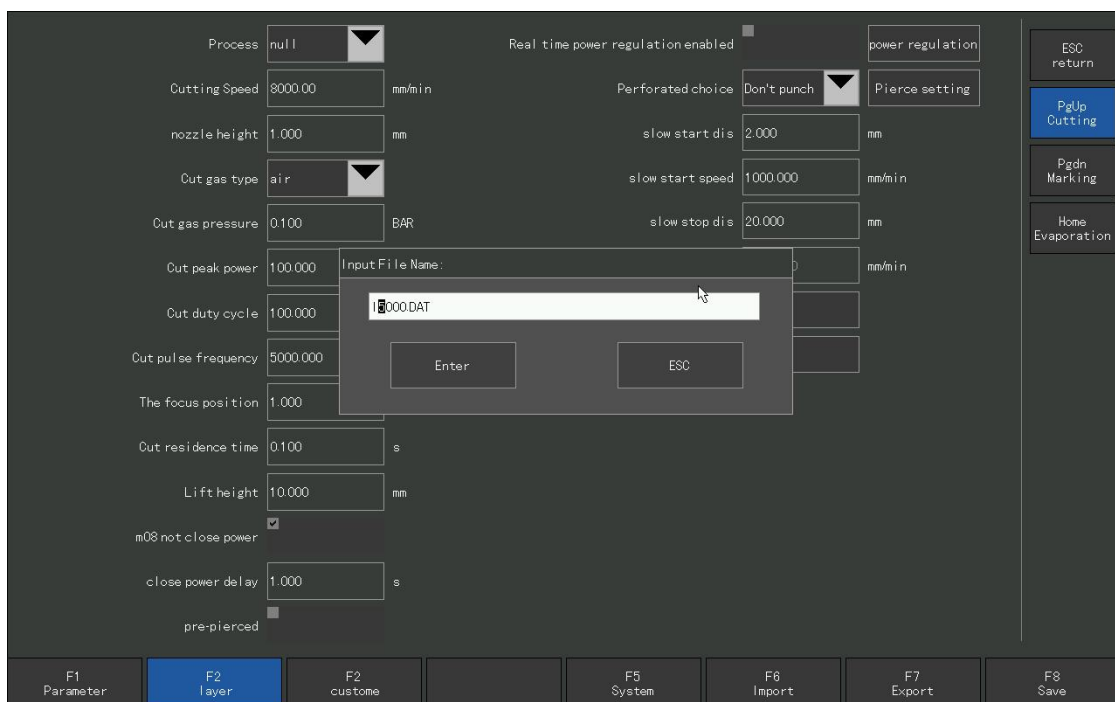 Process null
Real time power regulation enabled power regulation
ESC
return
Cutting Speed 8000.00 mm/min
Perforated choice Don't punch Pierce setting
PgUp
Cutting
nozzle height 1.000 mm
slow start dis 2.000 mm
Pgdn
Marking
Cut gas type air
slow start speed 1000.000 mm/min
Cut gas pressure 0.100 BAR
slow stop dis 20.000 mm
Home
Evaporation
Cut peak power 100.000
mm/min
Input File Name:
Cut duty cycle 100.000
Cut pulse frequency 5000.000
Enter ESC
The focus position 1.000
Cut residence time 0.100 s
Lift height 10.000 mm
m08 not close power
close power delay 1.000 s
pre-pierced
F1
Parameter
F2
layer
F2
custome
F5
System
F6
Import
F7
Export
F8
Save